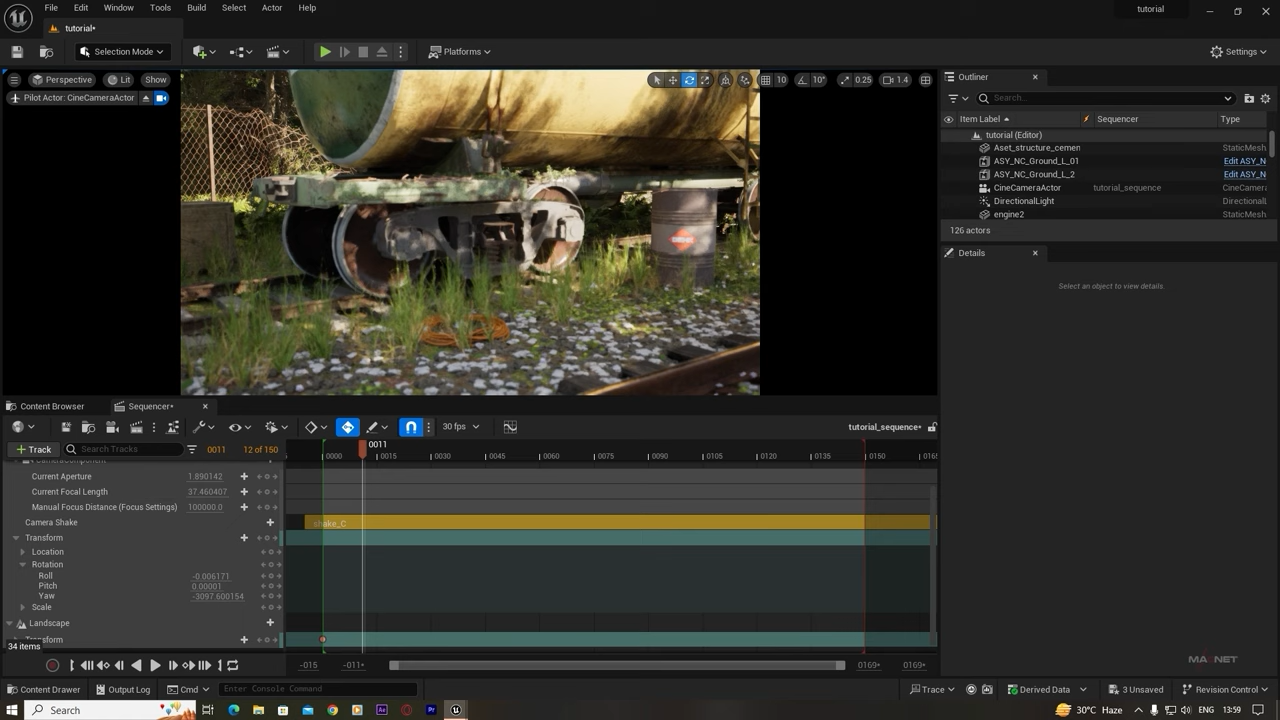 File Edit Window Tools Build Select Actor Help
tutorial
tutorial*
Selection Mode
Platforms
Settings
Perspective Lit Show
10 10° 0.25 1.4
Pilot Actor: CineCameraActor
Outliner
Search...
Item Label Sequencer Type
tutorial (Editor)
Aset_structure_cemen StaticMesh
ASY_NC_Ground_L_01 Edit ASY_N
ASY_NC_Ground_L_2 Edit ASY_N
CineCameraActor tutorial_sequence CineCamera
DirectionalLight Directional
engine2 StaticMesh
126 actors
Details
Select an object to view details
Content Browser Sequencer*
30 fps
tutorial_sequence*
Track Search Tracks 0011 12 of 150
0011
0000 0015 0030 0045 0060 0075 0090 0105 0120 0135 0150 0165
Current Aperture 1.890142
Current Focal Length 37.460407
Manual Focus Distance (Focus Settings) 100000.0
Camera Shake
shake_C
Transform
Location
Rotation
Roll -0.006171
Pitch 0.00001
Yaw -3097.600154
Scale
Landscape
Transform
34 items
-015 -011* 0169* 0169*
Content Drawer Output Log Cmd Enter Console Command
Trace Derived Data 3 Unsaved Revision Control
Search
30°C Haze ENG 13:59